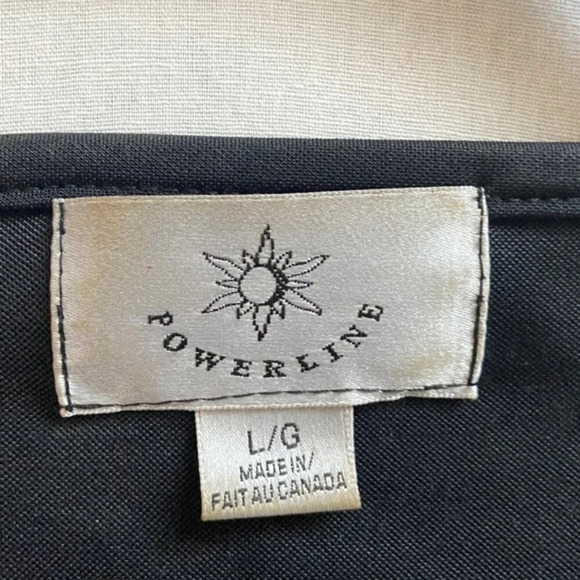 POWERLINE
L/G
MADE IN/
FAIT AU CANADA